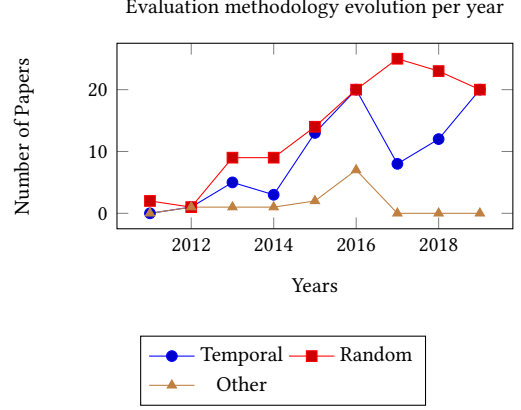 Evaluation methodology evolution per year
Number of Papers
20
10
0
2012 2014 2016 2018
Years
Temporal Random
Other